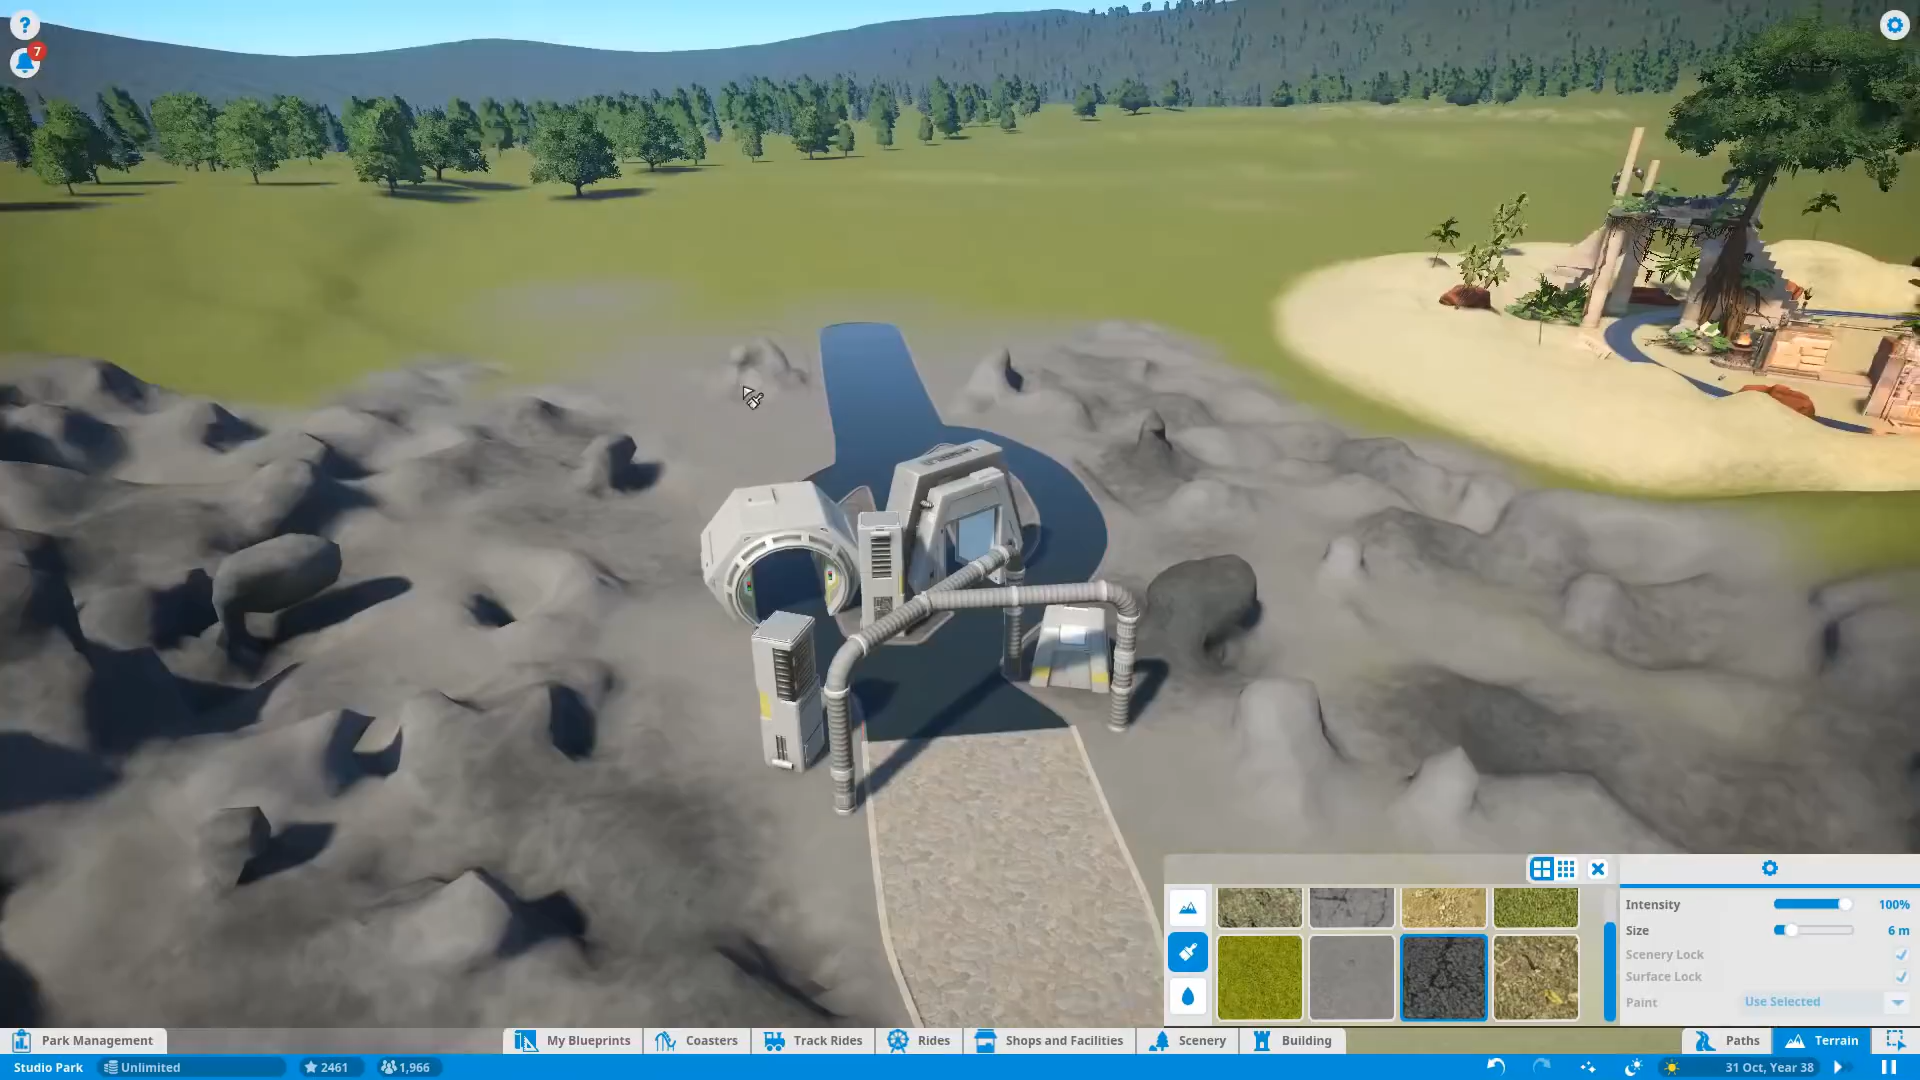 ?
7
Intensity 100%
Size 6 m
Scenery Lock
Surface Lock
Paint Use Selected
Park Management
My Blueprints
Coasters
Track Rides
Rides
Shops and Facilities
Scenery
Building
Paths
Terrain
Studio Park
Unlimited
2461
1,966
31 Oct, Year 38